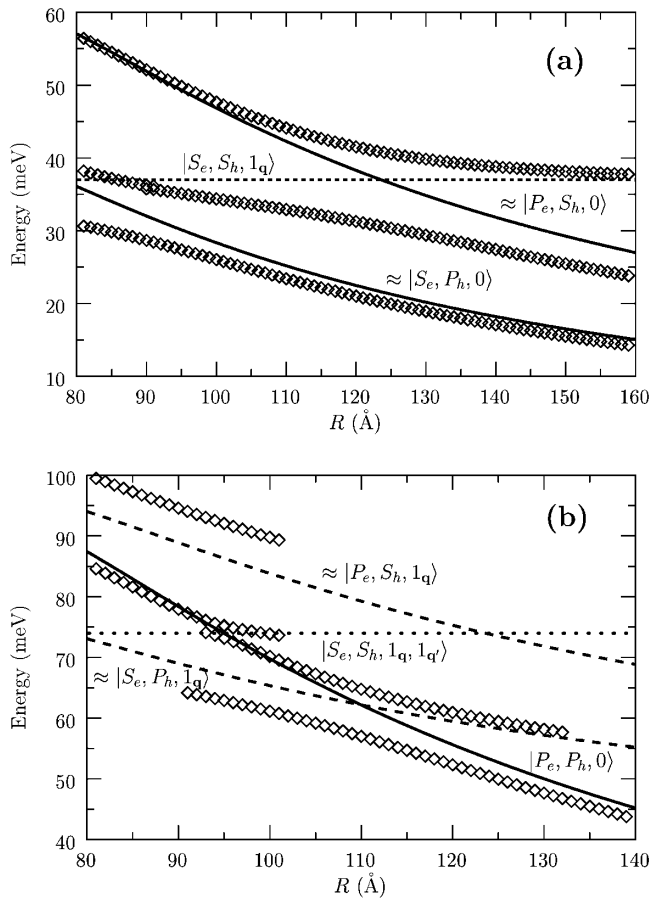 60
50
40
30
20
10
Energy (meV)
(a)
|S_e, S_h, 1_q⟩
≈ |P_e, S_h, 0⟩
≈ |S_e, P_h, 0⟩
80 90 100 110 120 130 140 150 160
R (Å)
100
90
80
70
60
50
40
Energy (meV)
(b)
≈ |P_e, S_h, 1_q⟩
|S_e, S_h, 1_q, 1_q'⟩
≈ |S_e, P_h, 1_q⟩
|P_e, P_h, 0⟩
80 90 100 110 120 130 140
R (Å)